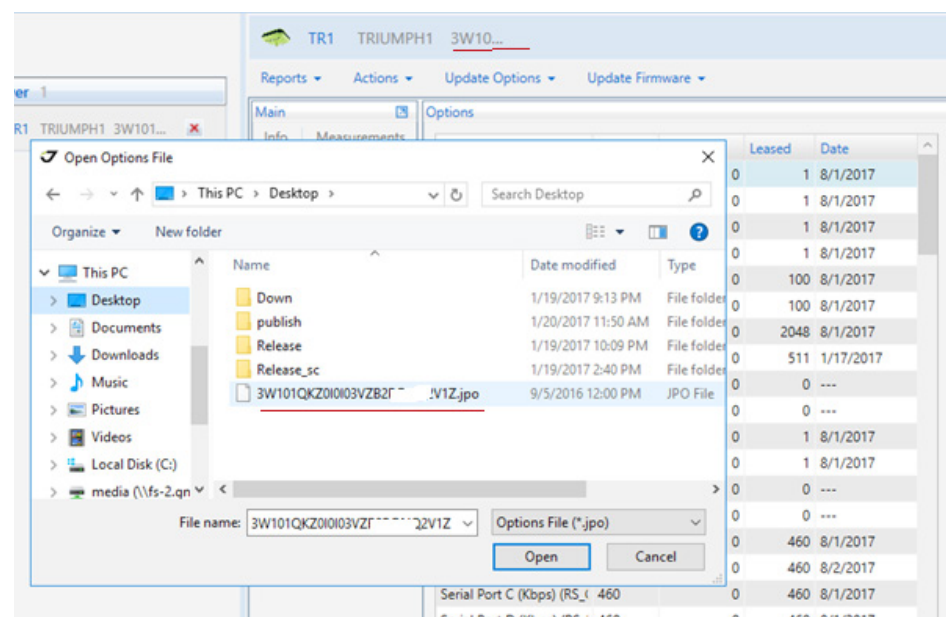 TR1 TRIUMPH1 3W10...
Reports Actions Update Options Update Firmware
er 1
R1 TRIUMPH1 3W101...
Main
Info Measurements
Options
Leased Date
0 1 8/1/2017
0 1 8/1/2017
0 1 8/1/2017
0 1 8/1/2017
0 100 8/1/2017
0 100 8/1/2017
0 2048 8/1/2017
0 511 1/17/2017
0 0 ---
0 0 ---
0 1 8/1/2017
0 1 8/1/2017
0 0 ---
0 0 ---
0 460 8/1/2017
0 460 8/2/2017
Serial Port C (Kbps) (RS_ 460 0 460 8/1/2017
Open Options File
This PC > Desktop >
Search Desktop
Organize New folder
This PC
Desktop
Documents
Downloads
Music
Pictures
Videos
Local Disk (C:)
media (\\fs-2.qn
Name Date modified Type
Down 1/19/2017 9:13 PM File folder
publish 1/20/2017 11:50 AM File folder
Release 1/19/2017 10:09 PM File folder
Release_sc 1/19/2017 2:40 PM File folder
9/5/2016 12:00 PM JPO File
File name:
Options File (*.jpo)
Open Cancel